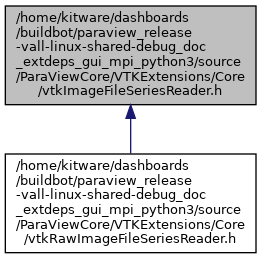 /home/kitware/dashboards
/buildbot/paraview_release
-vall-linux-shared-debug_doc
_extdeps_gui_mpi_python3/source
/ParaViewCore/VTKExtensions/Core
/vtkImageFileSeriesReader.h
/home/kitware/dashboards
/buildbot/paraview_release
-vall-linux-shared-debug_doc
_extdeps_gui_mpi_python3/source
/ParaViewCore/VTKExtensions/Core
/vtkRawImageFileSeriesReader.h